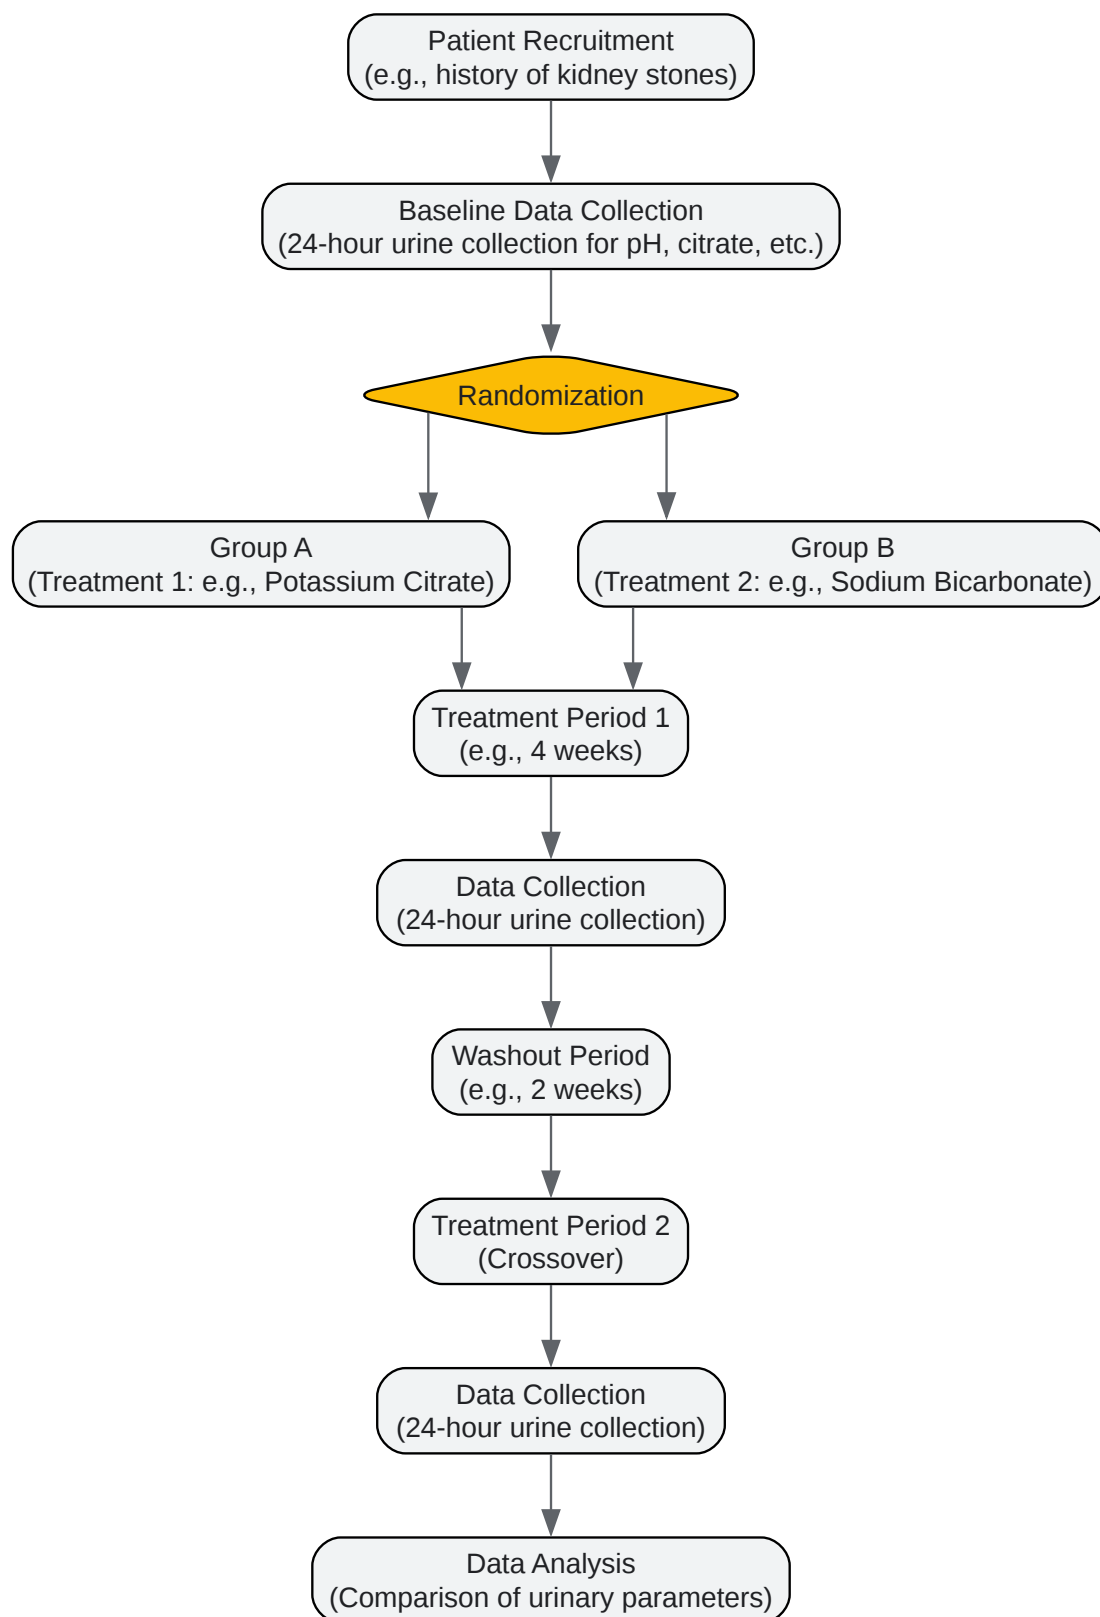 Patient Recruitment
(e.g., history of kidney stones)
Baseline Data Collection
(24-hour urine collection for pH, citrate, etc.)
Randomization
Group A
(Treatment 1: e.g., Potassium Citrate)
Group B
(Treatment 2: e.g., Sodium Bicarbonate)
Treatment Period 1
(e.g., 4 weeks)
Data Collection
(24-hour urine collection)
Washout Period
(e.g., 2 weeks)
Treatment Period 2
(Crossover)
Data Collection
(24-hour urine collection)
Data Analysis
(Comparison of urinary parameters)